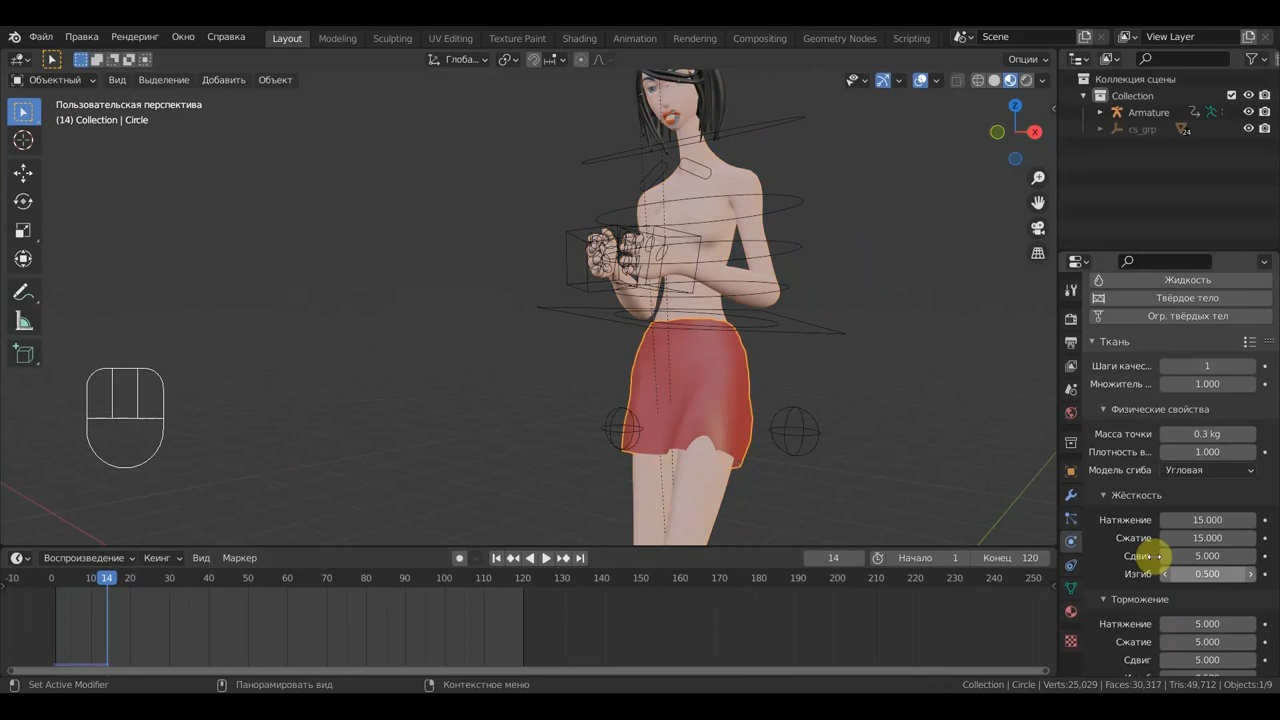 Файл Правка Рендеринг Окно Справка Layout Modeling Sculpting UV Editing Texture Paint Shading Animation Rendering Compositing Geometry Nodes Scripting Scene View Layer
Глоба... Опции
Объектный Вид Выделение Добавить Объект
Пользовательская перспектива
(14) Collection | Circle
Z
X
Коллекция сцены
Collection
Armature
cs_grp 24
Жидкость
Твёрдое тело
Огр. твёрдых тел
Ткань
Шаги качес... 1
Множитель 1.000
Физические свойства
Масса точки 0.3 kg
Плотность в... 1.000
Модель сгиба Угловая
Жёсткость
Натяжение 15.000
Сжатие 15.000
Сдвиг 5.000
Изгиб 0.500
Торможение
Натяжение 5.000
Сжатие 5.000
Сдвиг 5.000
Воспроизведение Кеинг Вид Маркер 14 Начало 1 Конец 120
-10 0 10 14 20 30 40 50 60 70 80 90 100 110 120 130 140 150 160 170 180 190 200 210 220 230 240 250
Set Active Modifier Панорамировать вид Контекстное меню Collection | Circle | Verts:25,029 | Faces:30,317 | Tris:49,712 | Objects:1/9